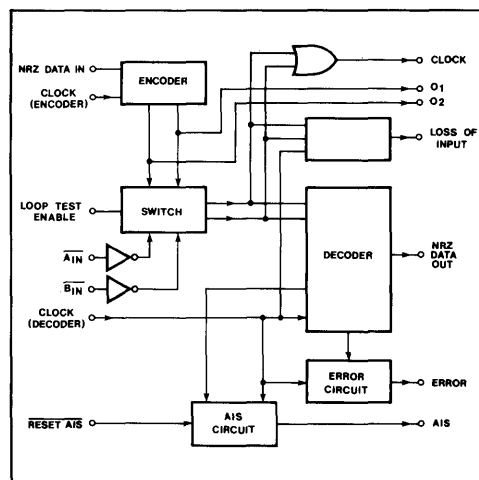 NRZ DATA IN
CLOCK
(ENCODER)
ENCODER
CLOCK
O1
O2
LOSS OF
INPUT
LOOP TEST
ENABLE
SWITCH
DECODER
NRZ
DATA
OUT
AIN
BIN
CLOCK
(DECODER)
ERROR
CIRCUIT
ERROR
RESET AIS
AIS
CIRCUIT
AIS